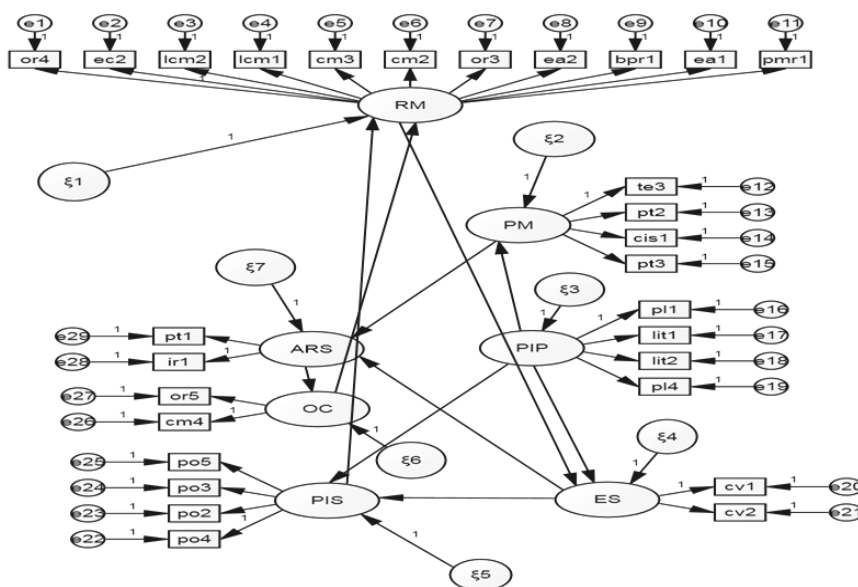 e1 e2 e3 e4 e5 e6 e7 e8 e9 e10 e11
1 1 1 1 1 1 1 1 1 1 1
or4 ec2 lcm2 lcm1 cm3 cm2 or3 ea2 bpr1 ea1 pmr1
1
RM
1
ξ1
ξ2
1
te3 1 e12
1
PM
pt2 1 e13
cis1 1 e14
pt3 1 e15
ξ7
1
ξ3
1
e29 1 pt1
e28 1 ir1
ARS
PIP
1
pl1 1 e16
lit1 1 e17
lit2 1 e18
pl4 1 e19
e27 1 or5
e26 1 cm4
1
OC
1
ξ6
ξ4
1
e25 1 po5
e24 1 po3
e23 1 po2
e22 1 po4
1
PIS
ES
1
cv1 1 e20
cv2 1 e21
1
ξ5